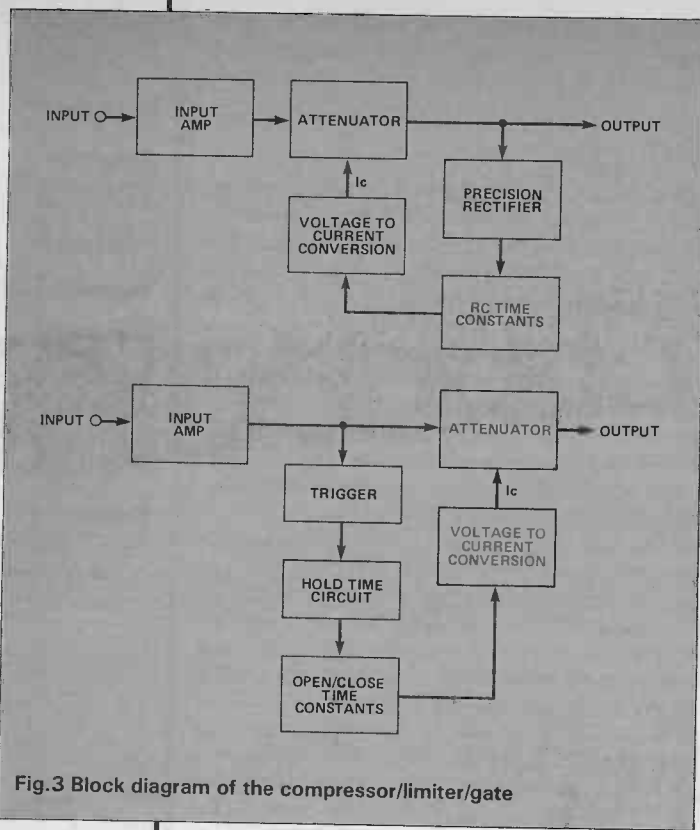 INPUT
INPUT
AMP
ATTENUATOR
OUTPUT
Ic
PRECISION
RECTIFIER
VOLTAGE TO
CURRENT
CONVERSION
RC TIME
CONSTANTS
INPUT
INPUT
AMP
ATTENUATOR
OUTPUT
TRIGGER
Ic
VOLTAGE TO
CURRENT
CONVERSION
HOLD TIME
CIRCUIT
OPEN/CLOSE
TIME
CONSTANTS
Fig.3 Block diagram of the compressor/limiter/gate